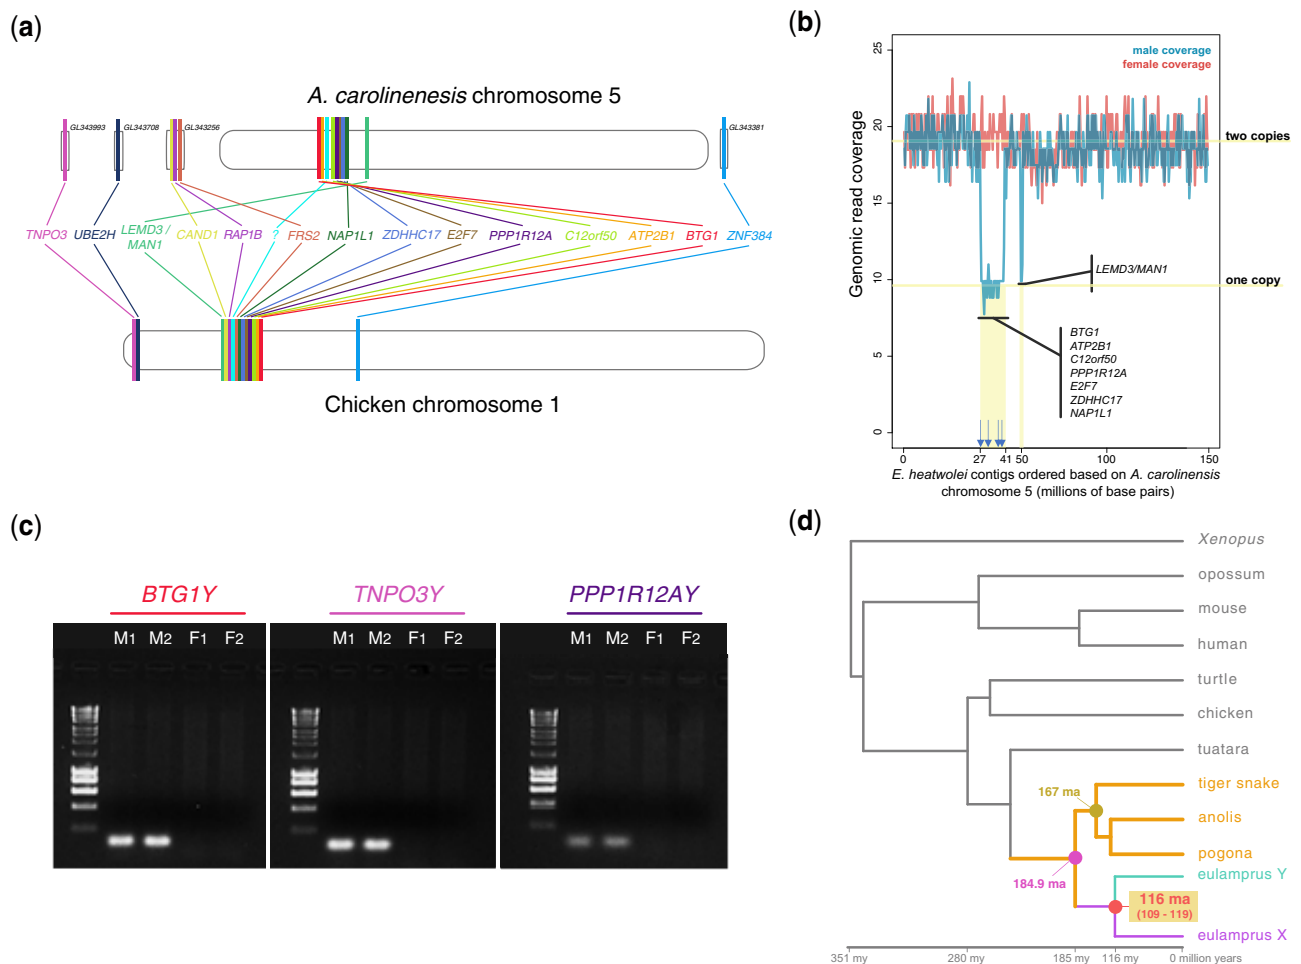 (a)
A. carolinenesis chromosome 5
GL343993
GL343708
GL343256
GL343381
TNPO3 UBE2H LEMD3 / MAN1 CAND1 RAP1B ? FRS2 NAP1L1 ZDHHC17 E2F7 PPP1R12A C12orf50 ATP2B1 BTG1 ZNF384
Chicken chromosome 1
(b)
male coverage
female coverage
Genomic read coverage
25
20
15
10
5
0
two copies
one copy
LEMD3/MAN1
BTG1
ATP2B1
C12orf50
PPP1R12A
E2F7
ZDHHC17
NAP1L1
0 27 41 50 100 150
E. heatwolei contigs ordered based on A. carolinensis
chromosome 5 (millions of base pairs)
(c)
BTG1Y
M1 M2 F1 F2
TNPO3Y
M1 M2 F1 F2
PPP1R12AY
M1 M2 F1 F2
(d)
Xenopus
opossum
mouse
human
turtle
chicken
tuatara
tiger snake
anolis
pogona
eulamprus Y
eulamprus X
167 ma
184.9 ma
116 ma
(109 - 119)
351 my 280 my 185 my 116 my 0 million years